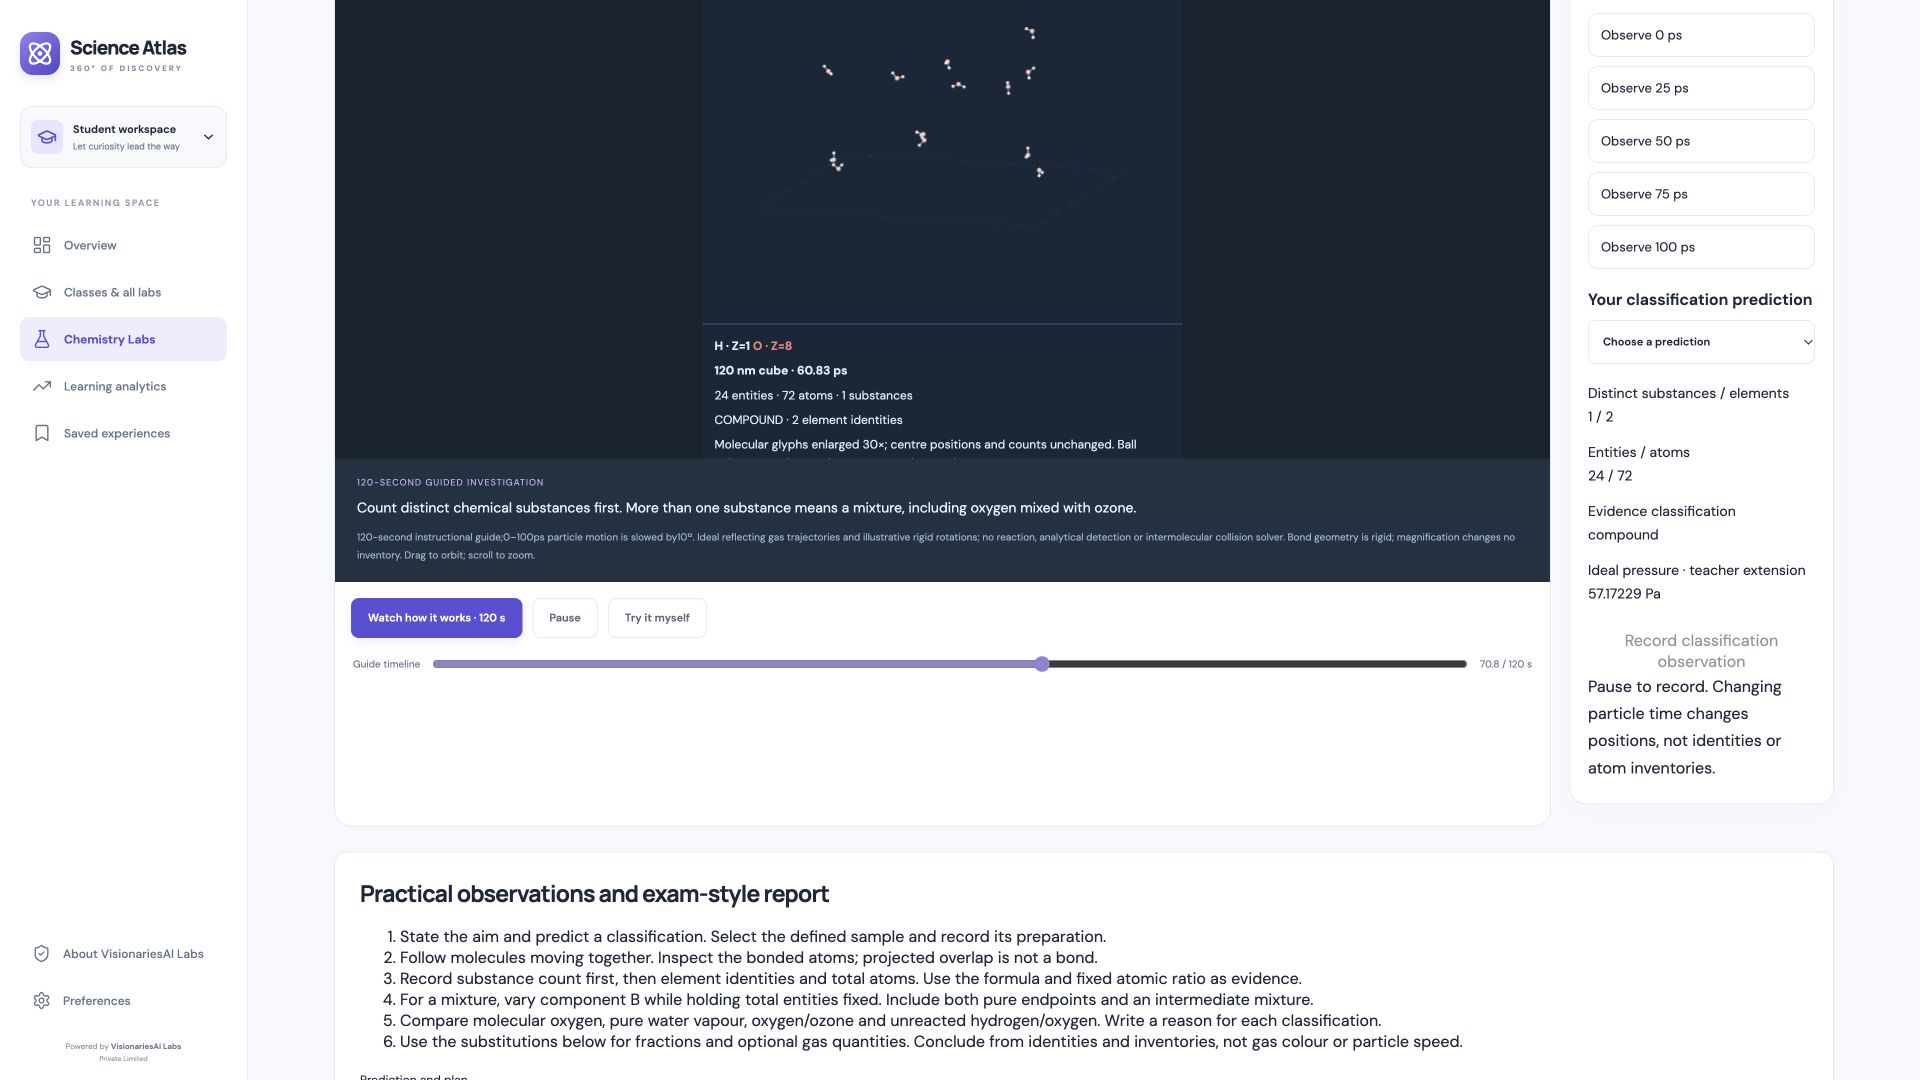 Science Atlas
360° OF DISCOVERY
Student workspace
Let curiosity lead the way
YOUR LEARNING SPACE
Overview
Classes & all labs
Chemistry Labs
Learning analytics
Saved experiences
About VisionariesAI Labs
Preferences
Powered by VisionariesAI Labs
Private Limited
H · Z=1 O · Z=8
120 nm cube · 60.83 ps
24 entities · 72 atoms · 1 substances
COMPOUND · 2 element identities
Molecular glyphs enlarged 30×; centre positions and counts unchanged. Ball
120-SECOND GUIDED INVESTIGATION
Count distinct chemical substances first. More than one substance means a mixture, including oxygen mixed with ozone.
120-second instructional guide;0–100ps particle motion is slowed by10¹². Ideal reflecting gas trajectories and illustrative rigid rotations; no reaction, analytical detection or intermolecular collision solver. Bond geometry is rigid; magnification changes no
inventory. Drag to orbit; scroll to zoom.
Watch how it works · 120 s
Pause
Try it myself
Guide timeline
70.8 / 120 s
Observe 0 ps
Observe 25 ps
Observe 50 ps
Observe 75 ps
Observe 100 ps
Your classification prediction
Choose a prediction
Distinct substances / elements
1 / 2
Entities / atoms
24 / 72
Evidence classification
compound
Ideal pressure · teacher extension
57.17229 Pa
Record classification
observation
Pause to record. Changing
particle time changes
positions, not identities or
atom inventories.
Practical observations and exam-style report
1. State the aim and predict a classification. Select the defined sample and record its preparation.
2. Follow molecules moving together. Inspect the bonded atoms; projected overlap is not a bond.
3. Record substance count first, then element identities and total atoms. Use the formula and fixed atomic ratio as evidence.
4. For a mixture, vary component B while holding total entities fixed. Include both pure endpoints and an intermediate mixture.
5. Compare molecular oxygen, pure water vapour, oxygen/ozone and unreacted hydrogen/oxygen. Write a reason for each classification.
6. Use the substitutions below for fractions and optional gas quantities. Conclude from identities and inventories, not gas colour or particle speed.
Prediction and plan